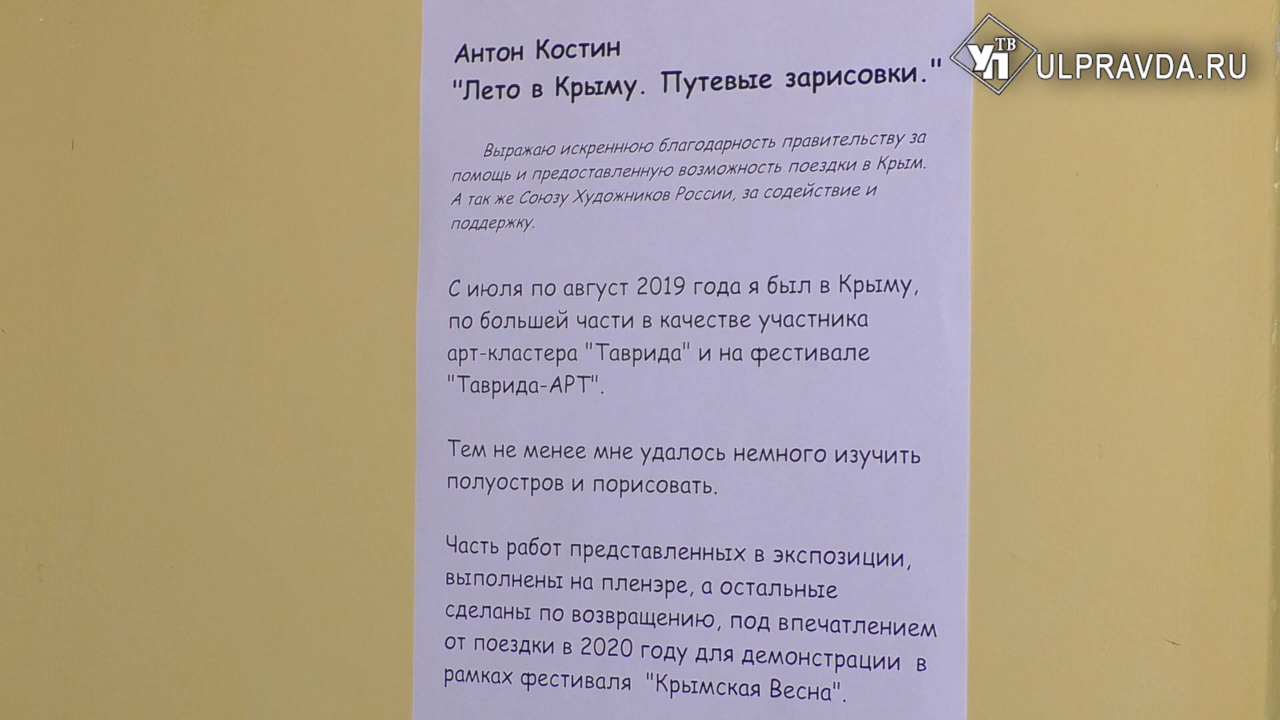 Антон Костин
"Лето в Крыму. Путевые зарисовки."
Выражаю искреннюю благодарность правительству за
помощь и предоставленную возможность поездки в Крым.
А так же Союзу Художников России, за содействие и
поддержку.
С июля по август 2019 года я был в Крыму,
по большей части в качестве участника
арт-кластера "Таврида" и на фестивале
"Таврида-АРТ".
Тем не менее мне удалось немного изучить
полуостров и порисовать.
Часть работ представленных в экспозиции,
выполнены на пленэре, а остальные
сделаны по возвращению, под впечатлением
от поездки в 2020 году для демонстрации в
рамках фестиваля "Крымская Весна".
УП ТВ ULPRAVDA.RU